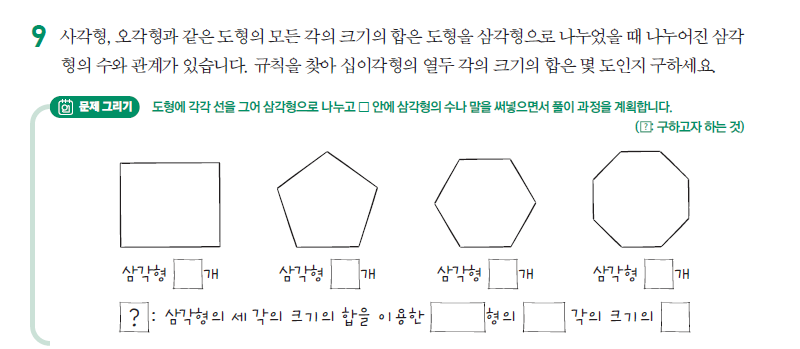 9 사각형, 오각형과 같은 도형의 모든 각의 크기의 합은 도형을 삼각형으로 나누었을 때 나누어진 삼각
형의 수와 관계가 있습니다. 규칙을 찾아 십이각형의 열두 각의 크기의 합은 몇 도인지 구하세요.
문제 그리기 도형에 각각 선을 그어 삼각형으로 나누고 □ 안에 삼각형의 수나 말을 써넣으면서 풀이 과정을 계획합니다.
(?: 구하고자 하는 것)
삼각형 □개 삼각형 □개 삼각형 □개 삼각형 □개
?: 삼각형의 세 각의 크기의 합을 이용한 □형의 □ 각의 크기의 □